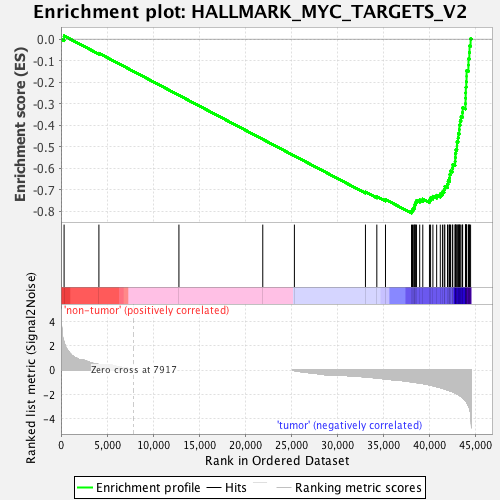 Enrichment plot: HALLMARK_MYC_TARGETS_V2
Enrichment score (ES)
0.0
-0.1
-0.2
-0.3
-0.4
-0.5
-0.6
-0.7
-0.8
'non-tumor' (positively correlated)
Ranked list metric (Signal2Noise)
4
2
0
-2
-4
Zero cross at 7917
'tumor' (negatively correlated)
0 5,000 10,000 15,000 20,000 25,000 30,000 35,000 40,000 45,000
Rank in Ordered Dataset
Enrichment profile Hits Ranking metric scores